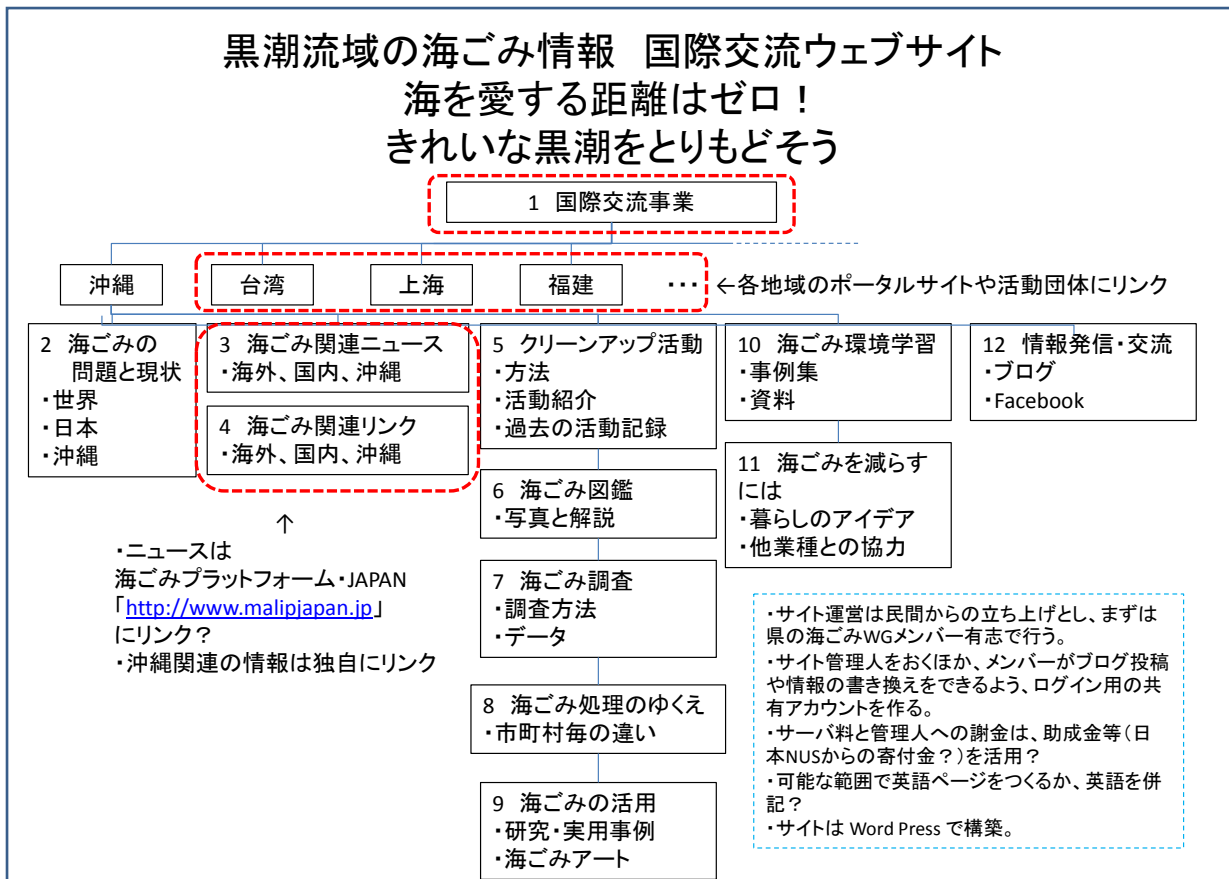 黒潮流域の海ごみ情報　国際交流ウェブサイト
海を愛する距離はゼロ！
きれいな黒潮をとりもどそう
1　国際交流事業
沖縄
台湾
上海
福建
… ←各地域のポータルサイトや活動団体にリンク
2　海ごみの
問題と現状
・世界
・日本
・沖縄
3　海ごみ関連ニュース
・海外、国内、沖縄
4　海ごみ関連リンク
・海外、国内、沖縄
↑
・ニュースは
海ごみプラットフォーム・JAPAN
「http://www.malipjapan.jp」
にリンク？
・沖縄関連の情報は独自にリンク
5　クリーンアップ活動
・方法
・活動紹介
・過去の活動記録
6　海ごみ図鑑
・写真と解説
7　海ごみ調査
・調査方法
・データ
8　海ごみ処理のゆくえ
・市町村毎の違い
9　海ごみの活用
・研究・実用事例
・海ごみアート
10　海ごみ環境学習
・事例集
・資料
11　海ごみを減らす
には
・暮らしのアイデア
・他業種との協力
12　情報発信・交流
・ブログ
・Facebook
・サイト運営は民間からの立ち上げとし、まずは
県の海ごみWGメンバー有志で行う。
・サイト管理人をおくほか、メンバーがブログ投稿
や情報の書き換えをできるよう、ログイン用の共
有アカウントを作る。
・サーバ料と管理人への謝金は、助成金等（日
本NUSからの寄付金？）を活用？
・可能な範囲で英語ページをつくるか、英語を併
記？
・サイトは Word Press で構築。